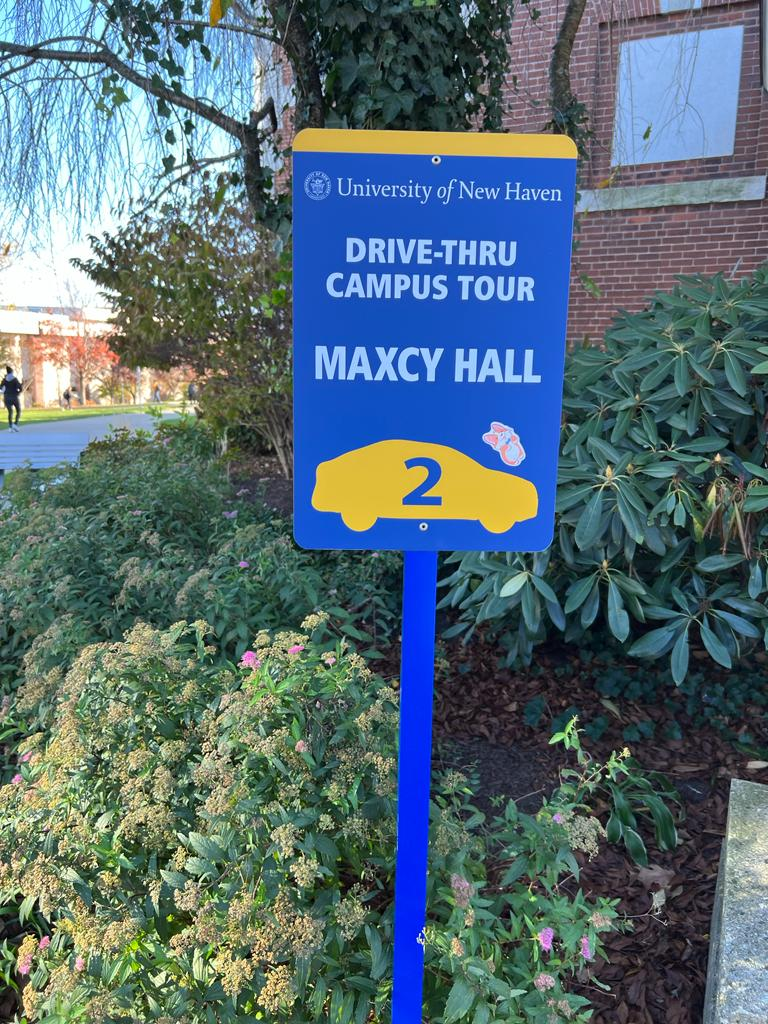 University of New Haven
DRIVE-THRU
CAMPUS TOUR
MAXCY HALL
2